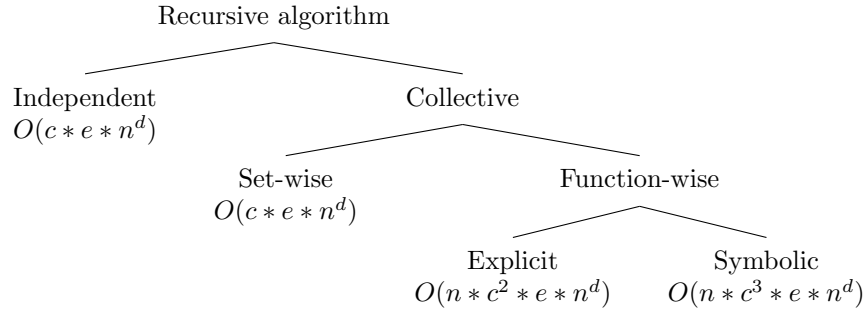 Recursive algorithm
Independent Collective
O(c ∗ e ∗ n^d)
Set-wise Function-wise
O(c ∗ e ∗ n^d)
Explicit Symbolic
O(n ∗ c^2 ∗ e ∗ n^d) O(n ∗ c^3 ∗ e ∗ n^d)